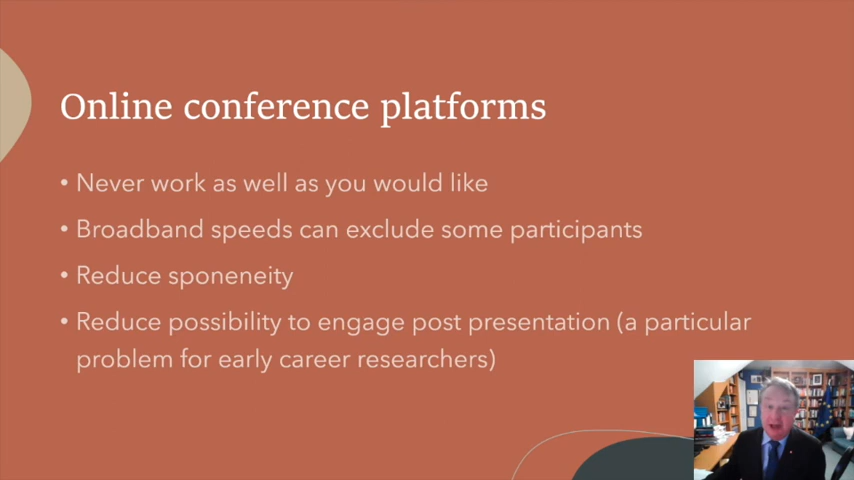 Online conference platforms
• Never work as well as you would like
• Broadband speeds can exclude some participants
• Reduce sponeneity
• Reduce possibility to engage post presentation (a particular
problem for early career researchers)